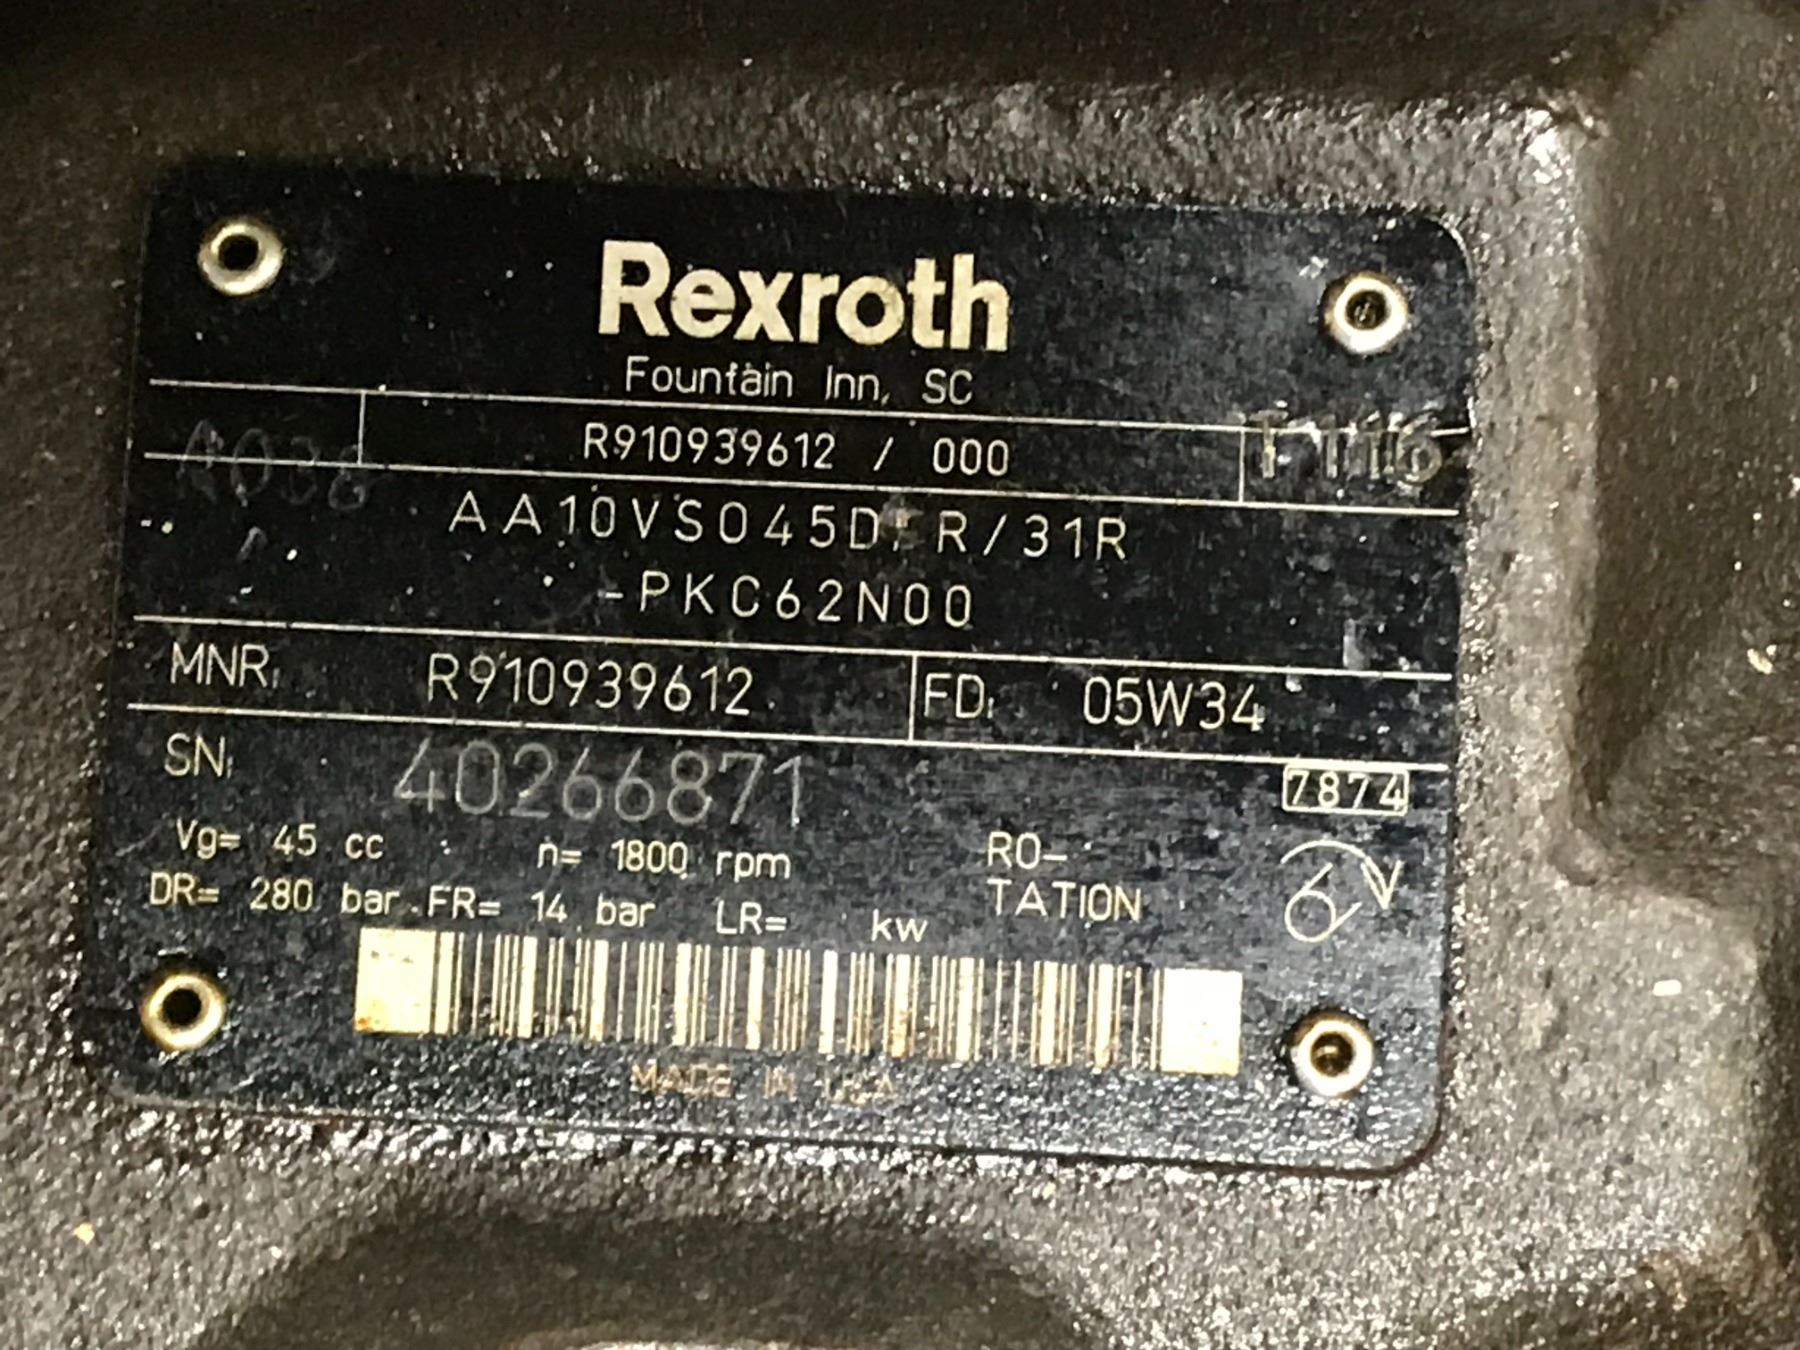 Rexroth
Fountain Inn, SC
R910939612 / 000
TT116
AA10VSO45D R/31R
-PKC62N00
MNR: R910939612 FD: 05W34
SN: 40266871
7874
Vg= 45 cc n= 1800 rpm RO-
DR= 280 bar FR= 14 bar LR= kw TATION
MADE IN USA